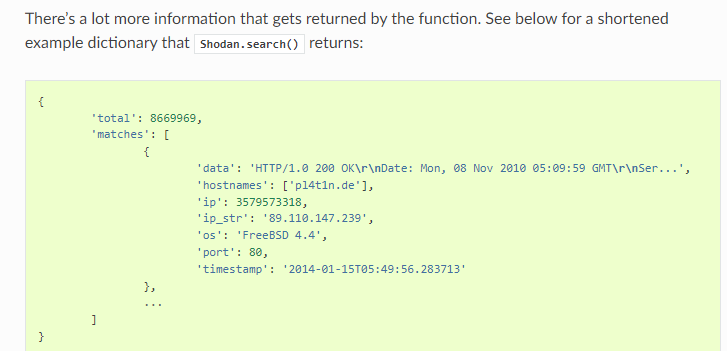 There's a lot more information that gets returned by the function. See below for a shortened
example dictionary that Shodan.search() returns:
{
'total': 8669969,
'matches': [
{
'data': 'HTTP/1.0 200 OK\r\nDate: Mon, 08 Nov 2010 05:09:59 GMT\r\nSer...',
'hostnames': ['pl4t1n.de'],
'ip': 3579573318,
'ip_str': '89.110.147.239',
'os': 'FreeBSD 4.4',
'port': 80,
'timestamp': '2014-01-15T05:49:56.283713'
},
...
]
}